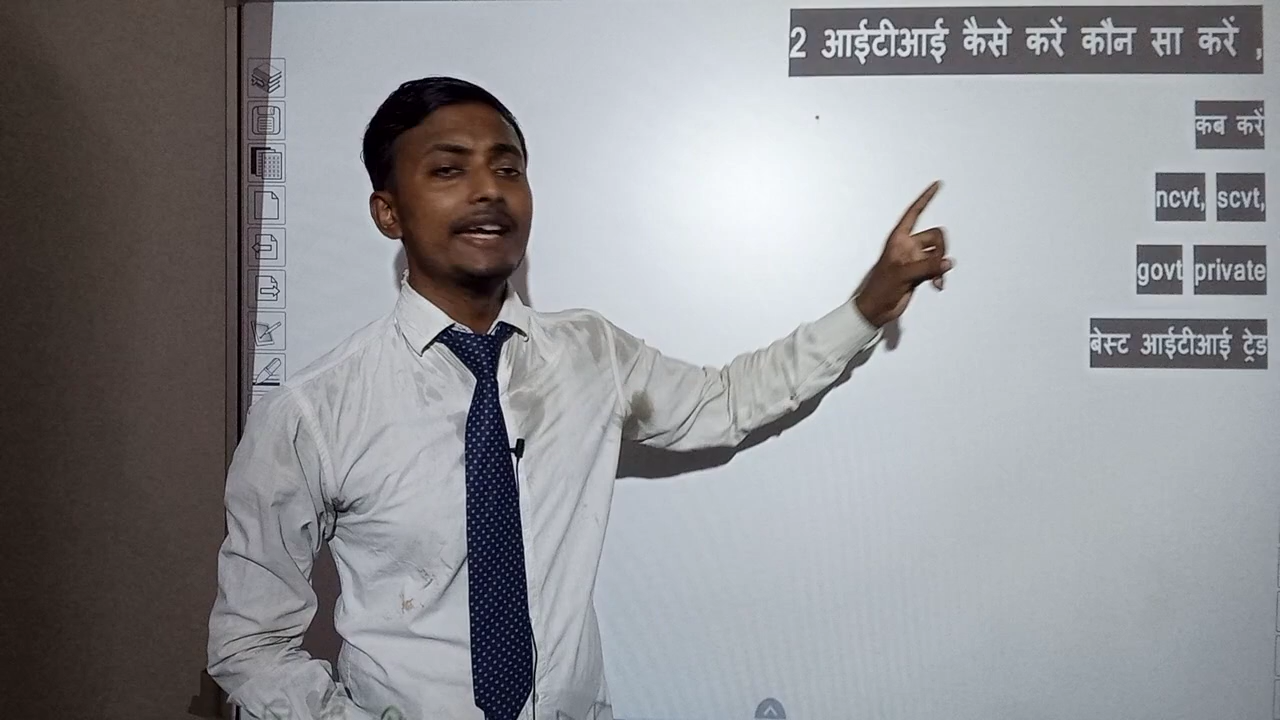 2 आईटीआई कैसे करें कौन सा करें ,
कब करें
ncvt, scvt,
govt private
बेस्ट आईटीआई ट्रेड